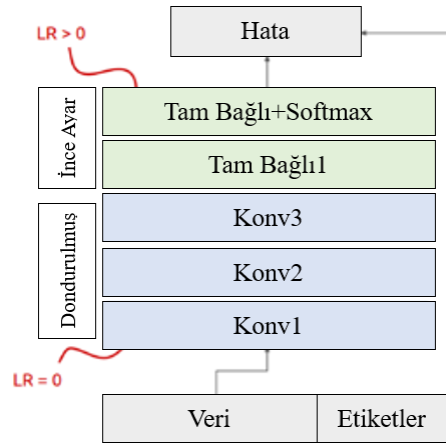 LR > 0
Hata
İnce Ayar
Tam Bağlı+Softmax
Tam Bağlı1
Dondurulmuş
Konv3
Konv2
Konv1
LR = 0
Veri
Etiketler